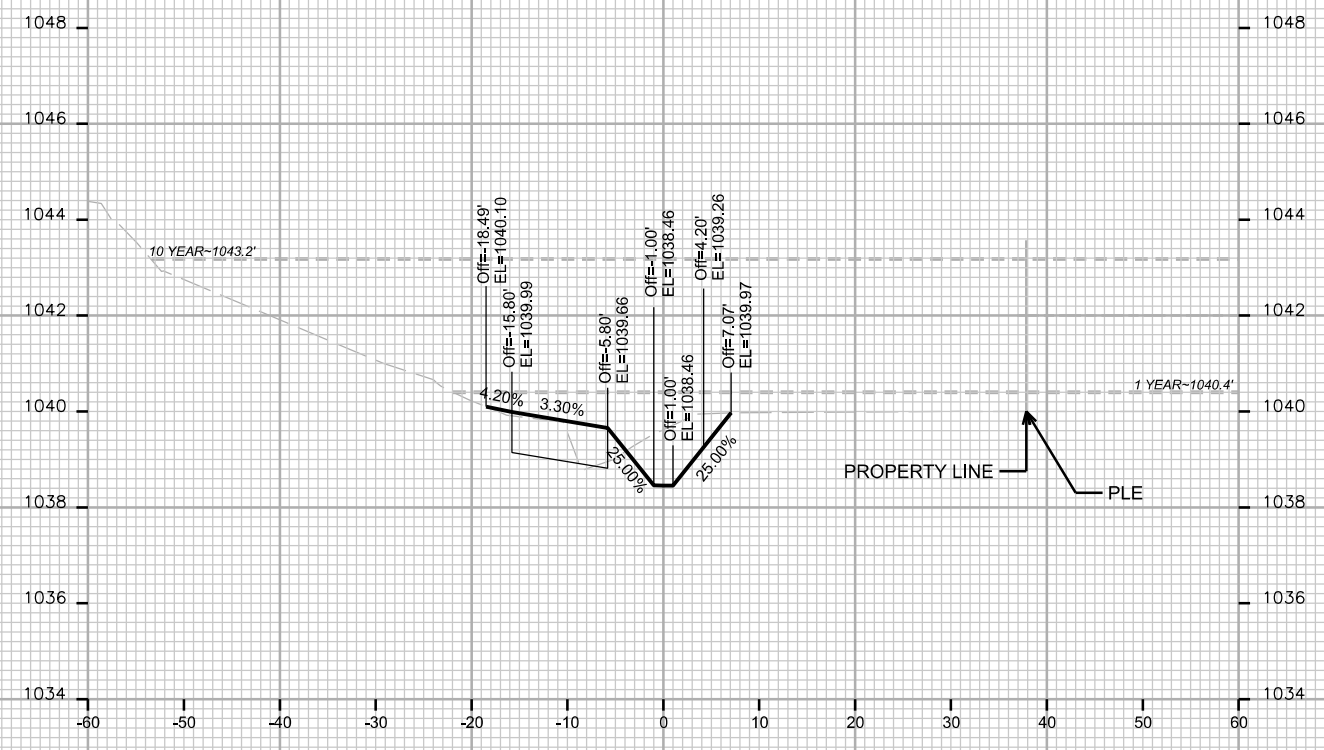 1048
1048
1046
1046
1044
1044
Off=-18.49'
EL=1040.10
Off=-15.80'
EL=1039.99
Off=-5.80'
EL=1039.66
Off=-1.00'
EL=1038.46
Off=1.00'
EL=1038.46
Off=4.20'
EL=1039.26
Off=7.07'
EL=1039.97
10 YEAR~1043.2'
1042
1042
1 YEAR~1040.4'
4.20%
3.30%
1040
1040
25.00%
25.00%
PROPERTY LINE
PLE
1038
1038
1036
1036
1034
1034
-60
-50
-40
-30
-20
-10
0
10
20
30
40
50
60